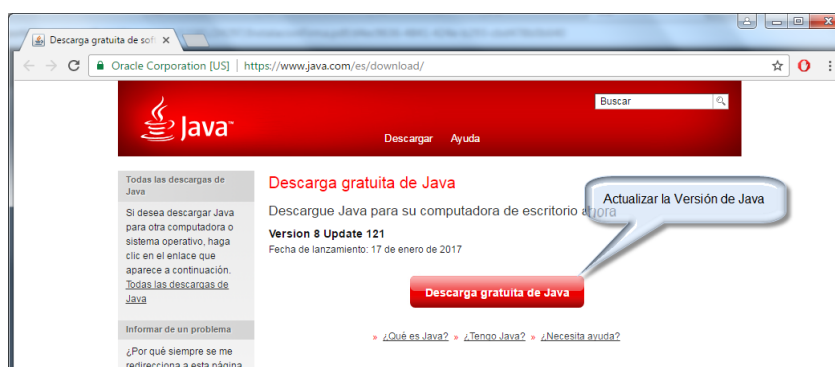 Descarga gratuita de sof
Oracle Corporation [US] | https://www.java.com/es/download/
Java
Buscar
Descargar Ayuda
Todas las descargas de
Java
Si desea descargar Java
para otra computadora o
sistema operativo, haga
clic en el enlace que
aparece a continuación.
Todas las descargas de
Java
Informar de un problema
¿Por qué siempre se me
redirecciona a esta página
Descarga gratuita de Java
Descargue Java para su computadora de escritorio ahora
Version 8 Update 121
Fecha de lanzamiento: 17 de enero de 2017
Actualizar la Versión de Java
Descarga gratuita de Java
» ¿Qué es Java? » ¿Tengo Java? » ¿Necesita ayuda?